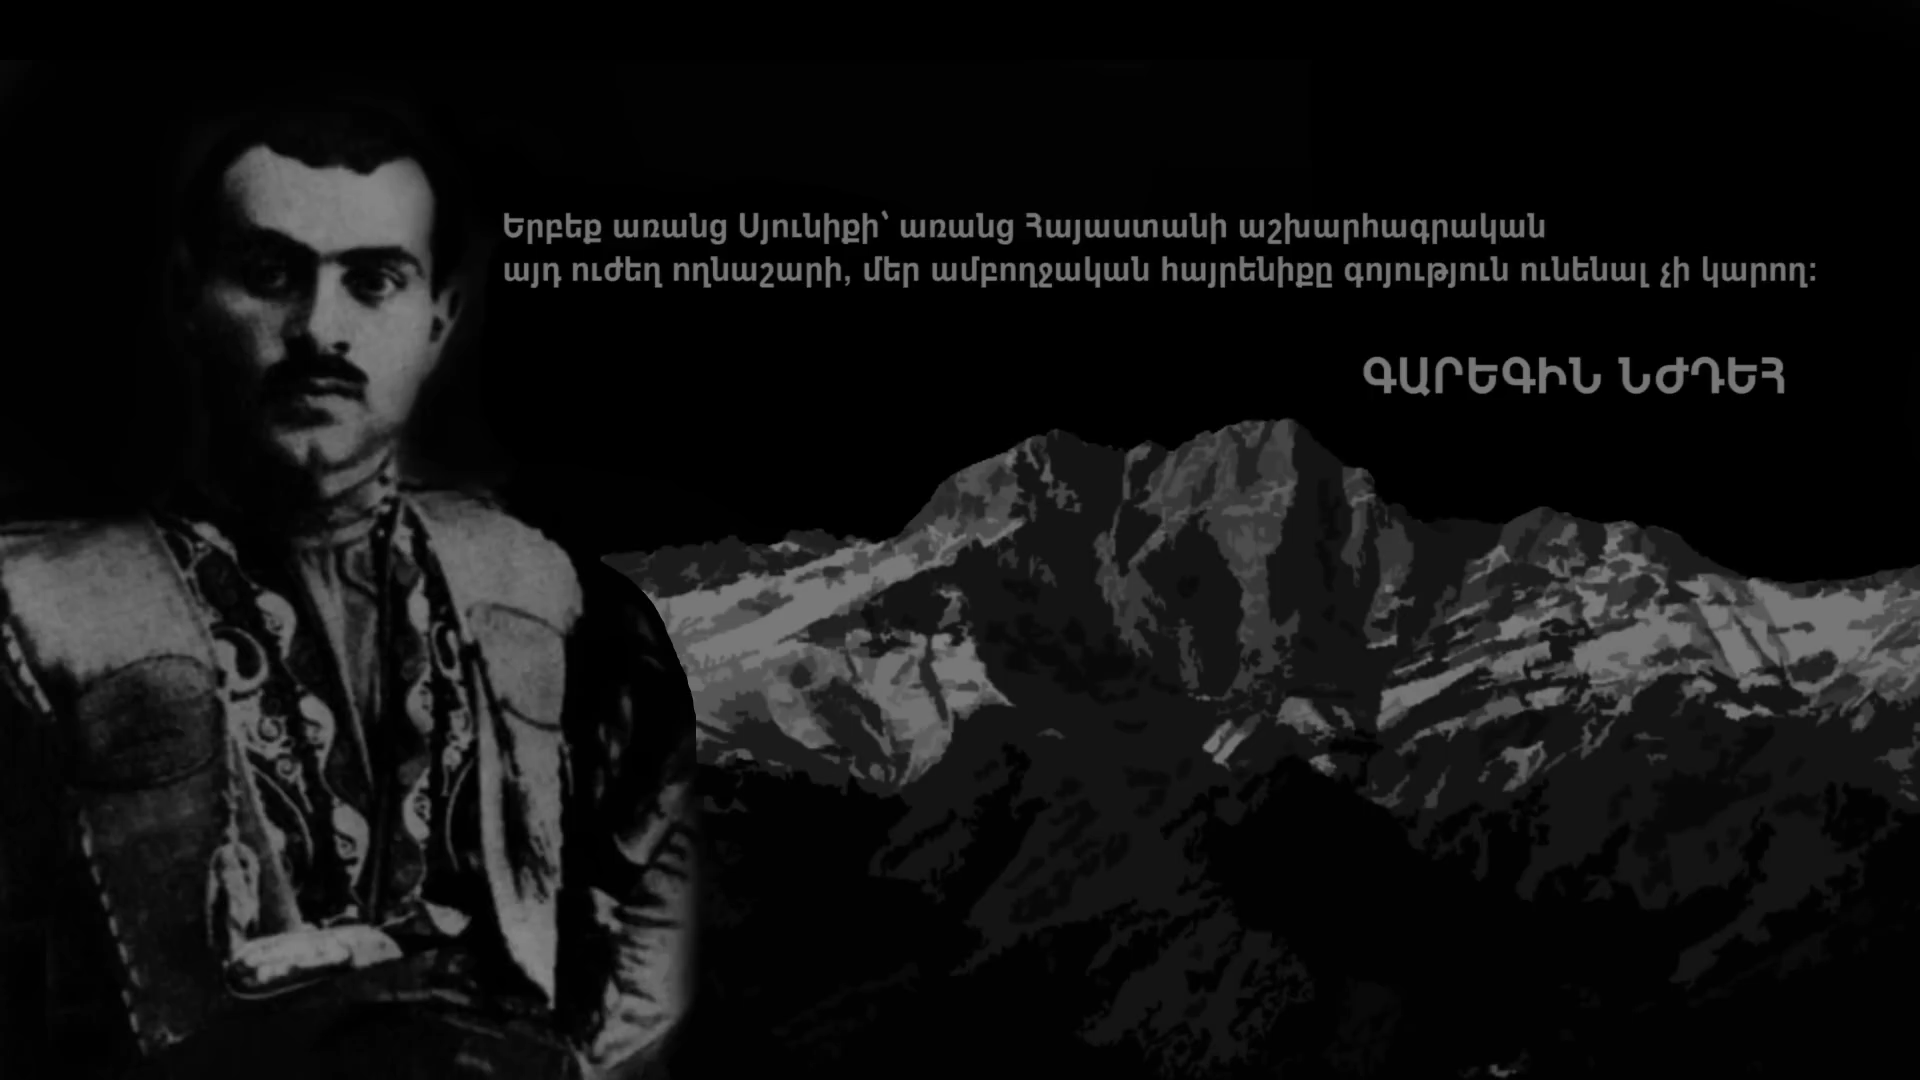 Երբեք առանց Սյունիքի՝ առանց Հայաստանի աշխարհագրական
այդ ուժեղ ողնաշարի, մեր ամբողջական հայրենիքը գոյություն ունենալ չի կարող։
ԳԱՐԵԳԻՆ ՆԺԴԵՀ